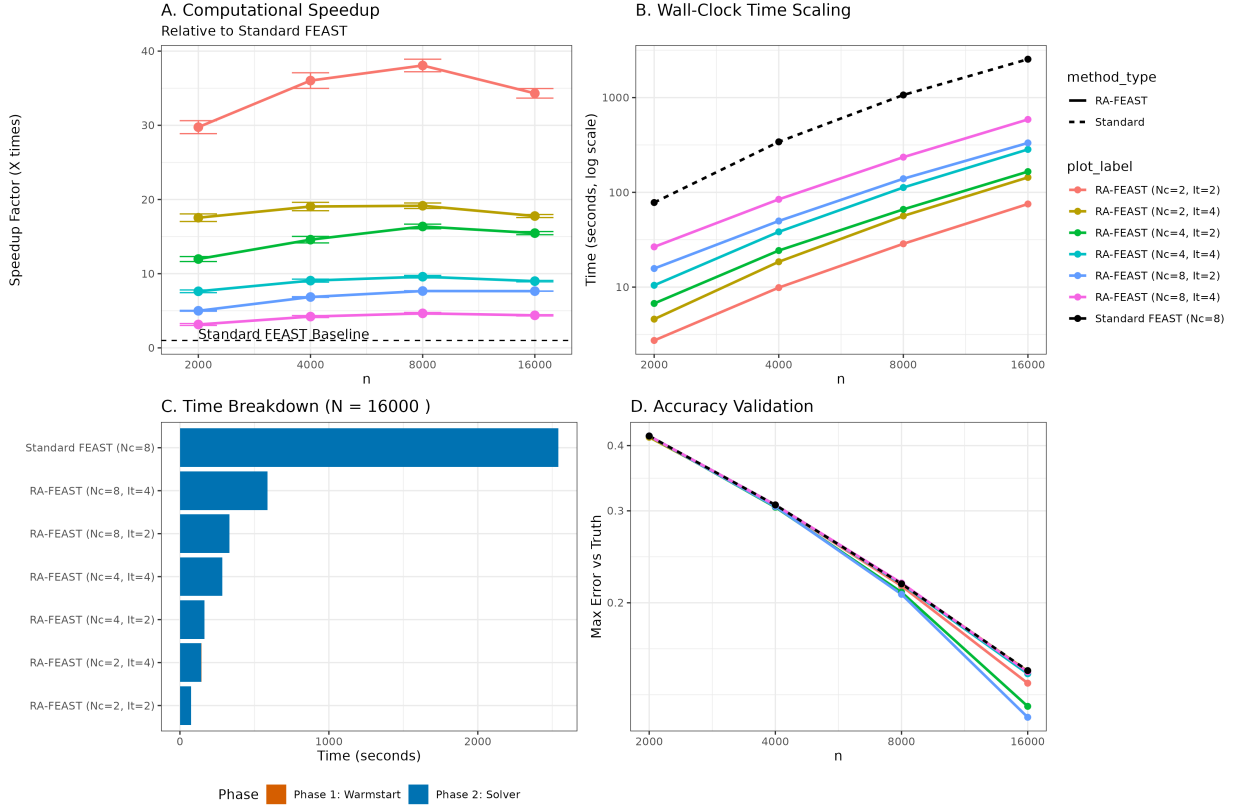 A. Computational Speedup
Relative to Standard FEAST
Speedup Factor (X times)
40
30
20
10
0
Standard FEAST Baseline
2000
4000
8000
16000
n
B. Wall-Clock Time Scaling
Time (seconds, log scale)
1000
100
10
2000
4000
8000
16000
n
method_type
RA-FEAST
Standard
plot_label
RA-FEAST (Nc=2, It=2)
RA-FEAST (Nc=2, It=4)
RA-FEAST (Nc=4, It=2)
RA-FEAST (Nc=4, It=4)
RA-FEAST (Nc=8, It=2)
RA-FEAST (Nc=8, It=4)
Standard FEAST (Nc=8)
C. Time Breakdown (N = 16000 )
Standard FEAST (Nc=8)
RA-FEAST (Nc=8, It=4)
RA-FEAST (Nc=8, It=2)
RA-FEAST (Nc=4, It=4)
RA-FEAST (Nc=4, It=2)
RA-FEAST (Nc=2, It=4)
RA-FEAST (Nc=2, It=2)
0
1000
2000
Time (seconds)
Phase
Phase 1: Warmstart
Phase 2: Solver
D. Accuracy Validation
Max Error vs Truth
0.4
0.3
0.2
2000
4000
8000
16000
n